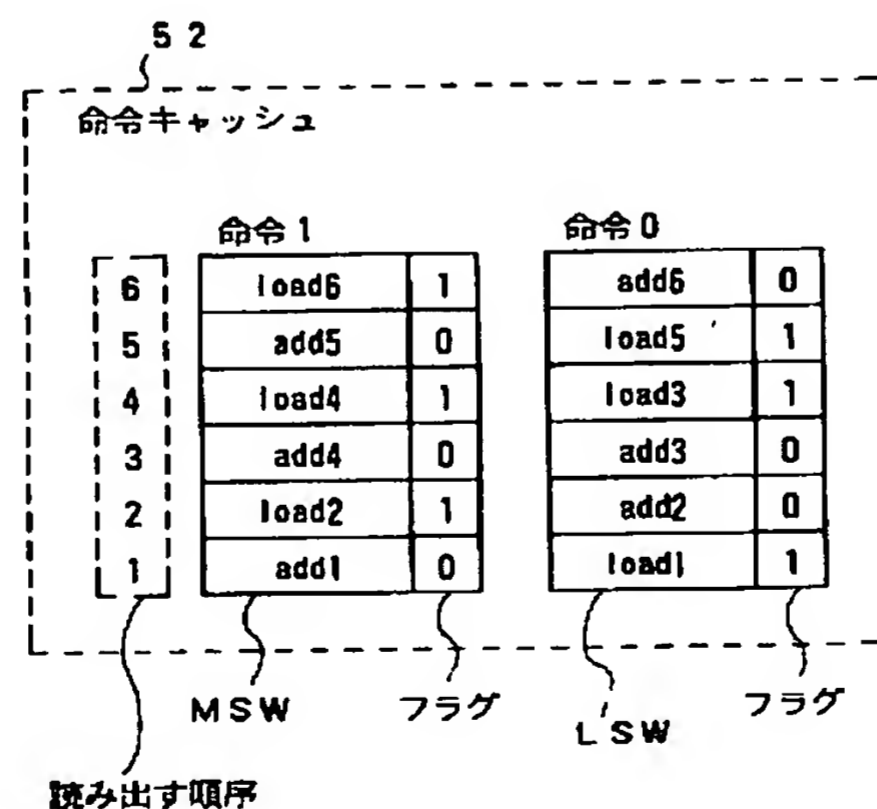 52
命令キャッシュ
命令1 命令0
6 load6 1 add6 0
5 add5 0 load5 1
4 load4 1 load3 1
3 add4 0 add3 0
2 load2 1 add2 0
1 add1 0 load1 1
MSW フラグ LSW フラグ
読み出す順序